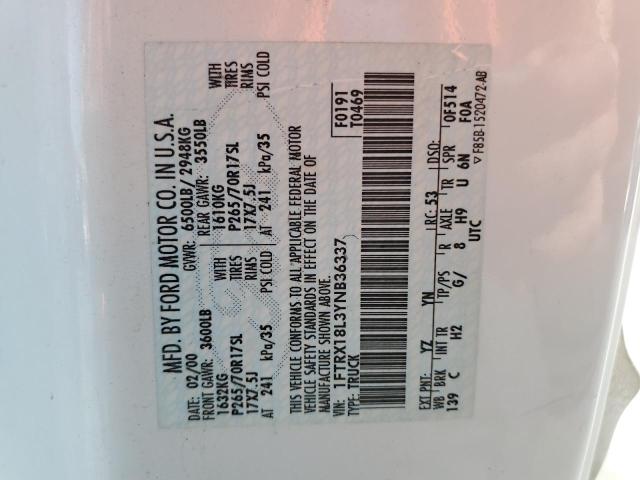 MFD. BY FORD MOTOR CO. IN U.S.A.
02/00 GVWR: 6500LB/ 2948KG
FRONT GAWR: 3600LB REAR GAWR: 3550LB WITH
1632KG 1610KG TIRES
P265/70R17SL WITH TIRES P265/70R17SL RIMS
17X7.5J RIMS 17X7.5J
AT 241 kPa/35 PSI COLD AT 241 kPa/35 PSI COLD
THIS VEHICLE CONFORMS TO ALL APPLICABLE FEDERAL MOTOR
VEHICLE SAFETY STANDARDS IN EFFECT ON THE DATE OF
MANUFACTURE SHOWN ABOVE.
VIN: 1FTRX18L3YNB36337
TYPE: TRUCK
F0191
T0469
EXT PNT: YZ YN RC: 53 DSO:
WB BRK INT TR TP/PS R AXLE TR SPR 0F514
139 C H2 G/ 8 H9 U 6N F0A
UTC
▽F85B-1520472-AB